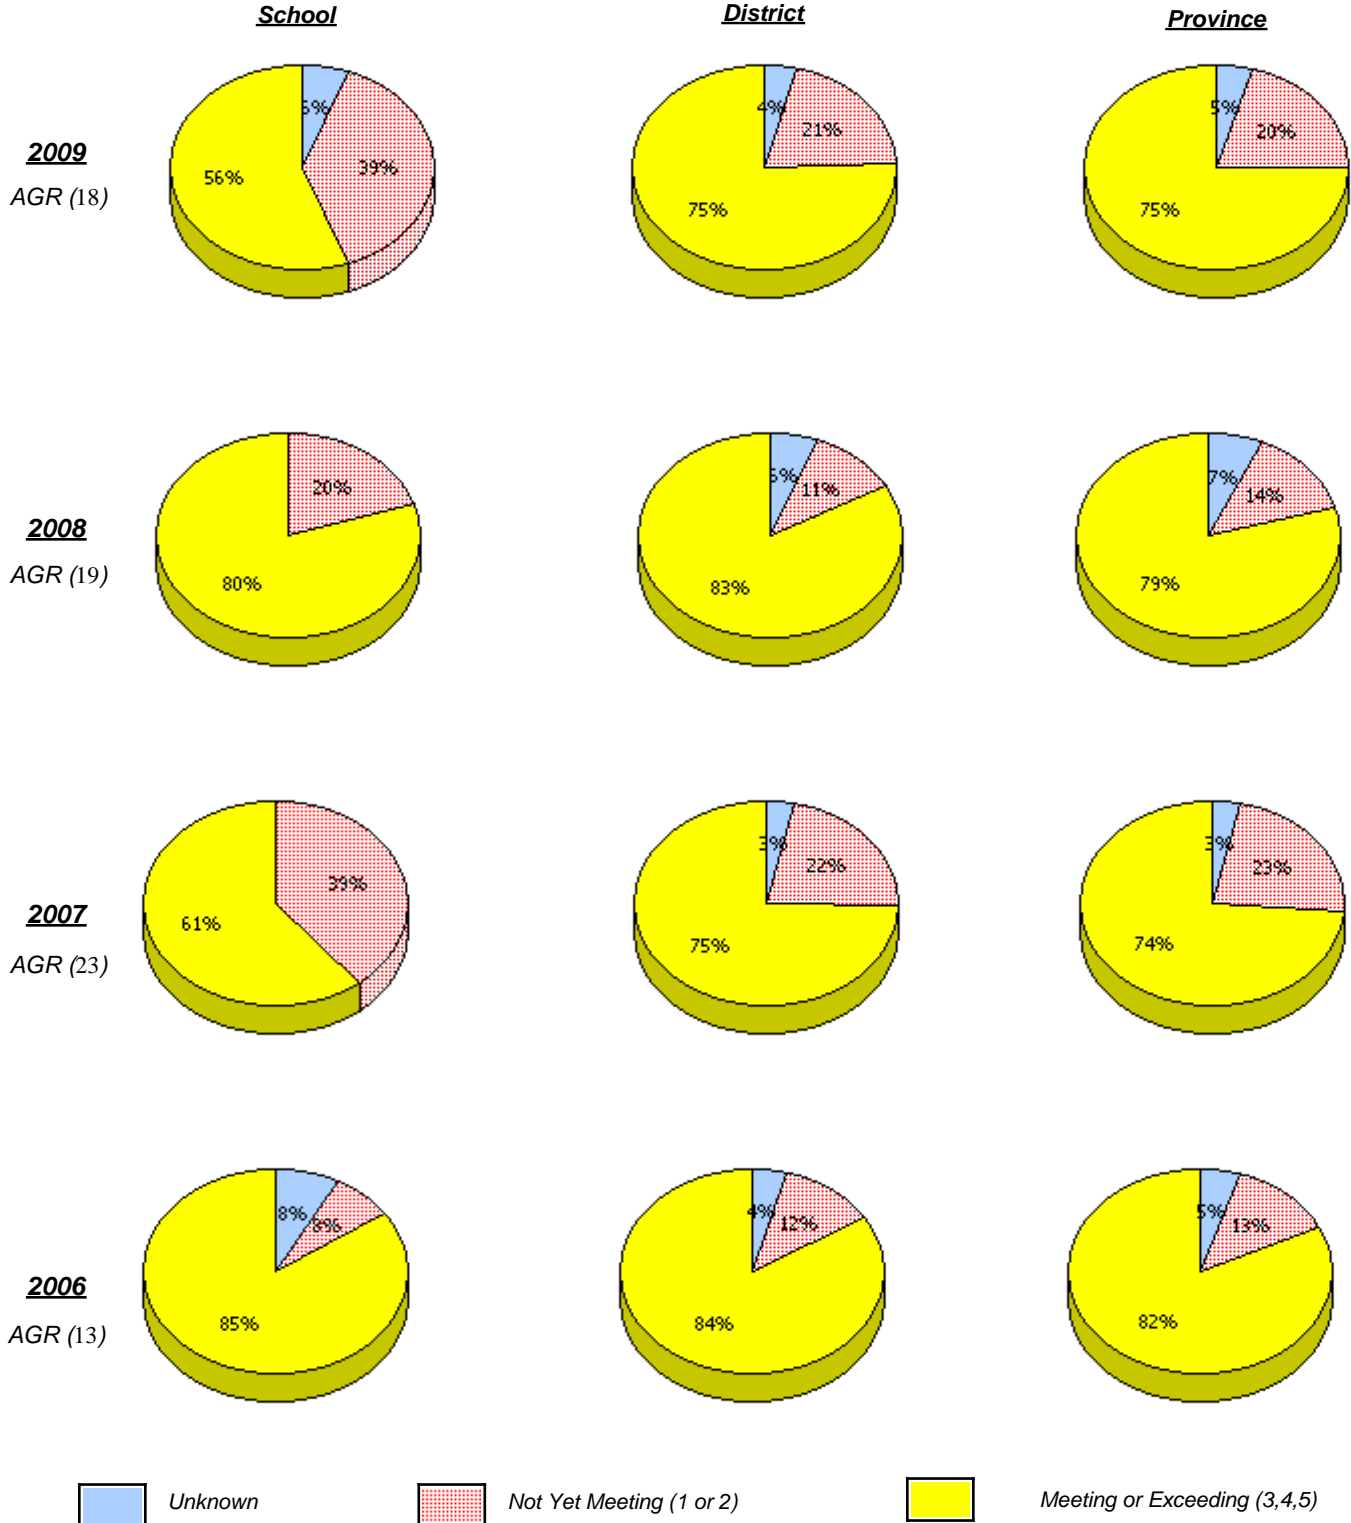 School District Province
4% 5%
21% 20%
2009
56% 39%
AGR (18)
75% 75%
7%
20% 11% 14%
2008
AGR (19)
80% 83% 79%
3% 3%
39% 22% 23%
2007
61%
75% 74%
AGR (23)
8% 4% 5%
8% 12% 13%
2006
85% 84% 82%
AGR (13)
Unknown Not Yet Meeting (1 or 2) Meeting or Exceeding (3,4,5)